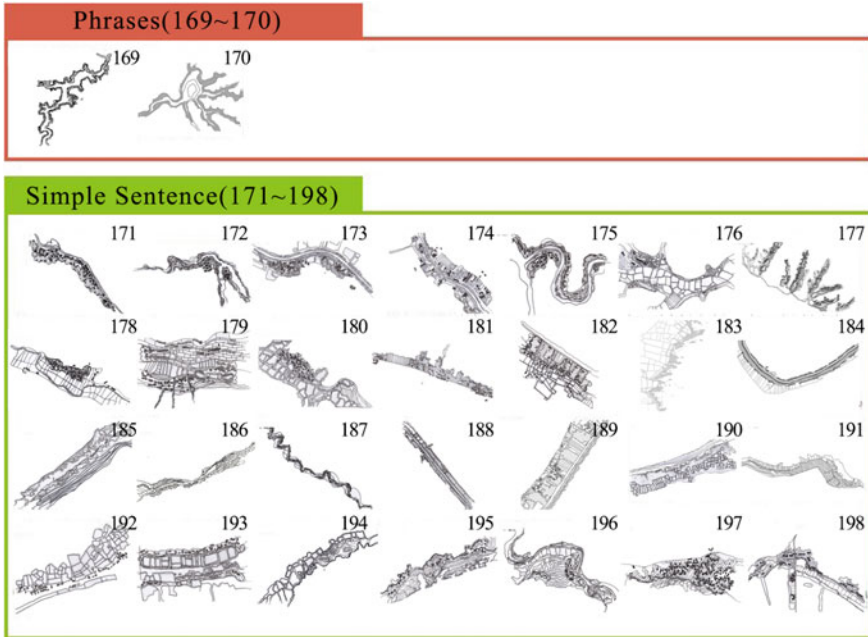 Phrases(169~170)
169 170
Simple Sentence(171~198)
171 172 173 174 175 176 177
178 179 180 181 182 183 184
185 186 187 188 189 190 191
192 193 194 195 196 197 198